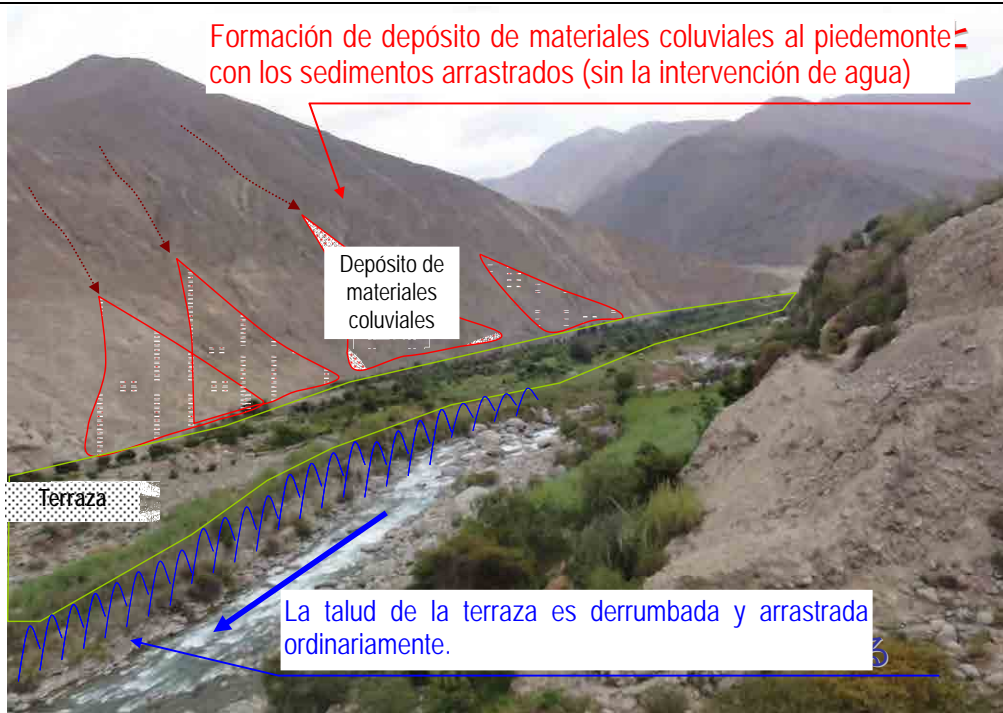 Formación de depósito de materiales coluviales al piedemonte
con los sedimentos arrastrados (sin la intervención de agua)
Depósito de
materiales
coluviales
Terraza
La talud de la terraza es derrumbada y arrastrada
ordinariamente.